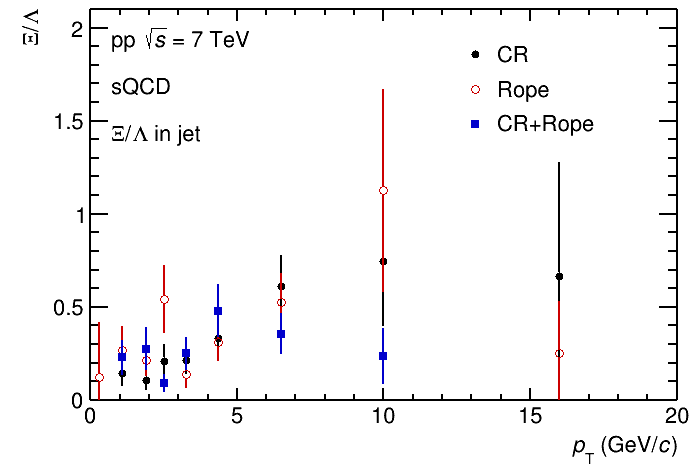 Ξ/Λ
2
1.5
1
0.5
0
pp √s = 7 TeV
sQCD
Ξ/Λ in jet
CR
Rope
CR+Rope
0 5 10 15 20
p_T (GeV/c)